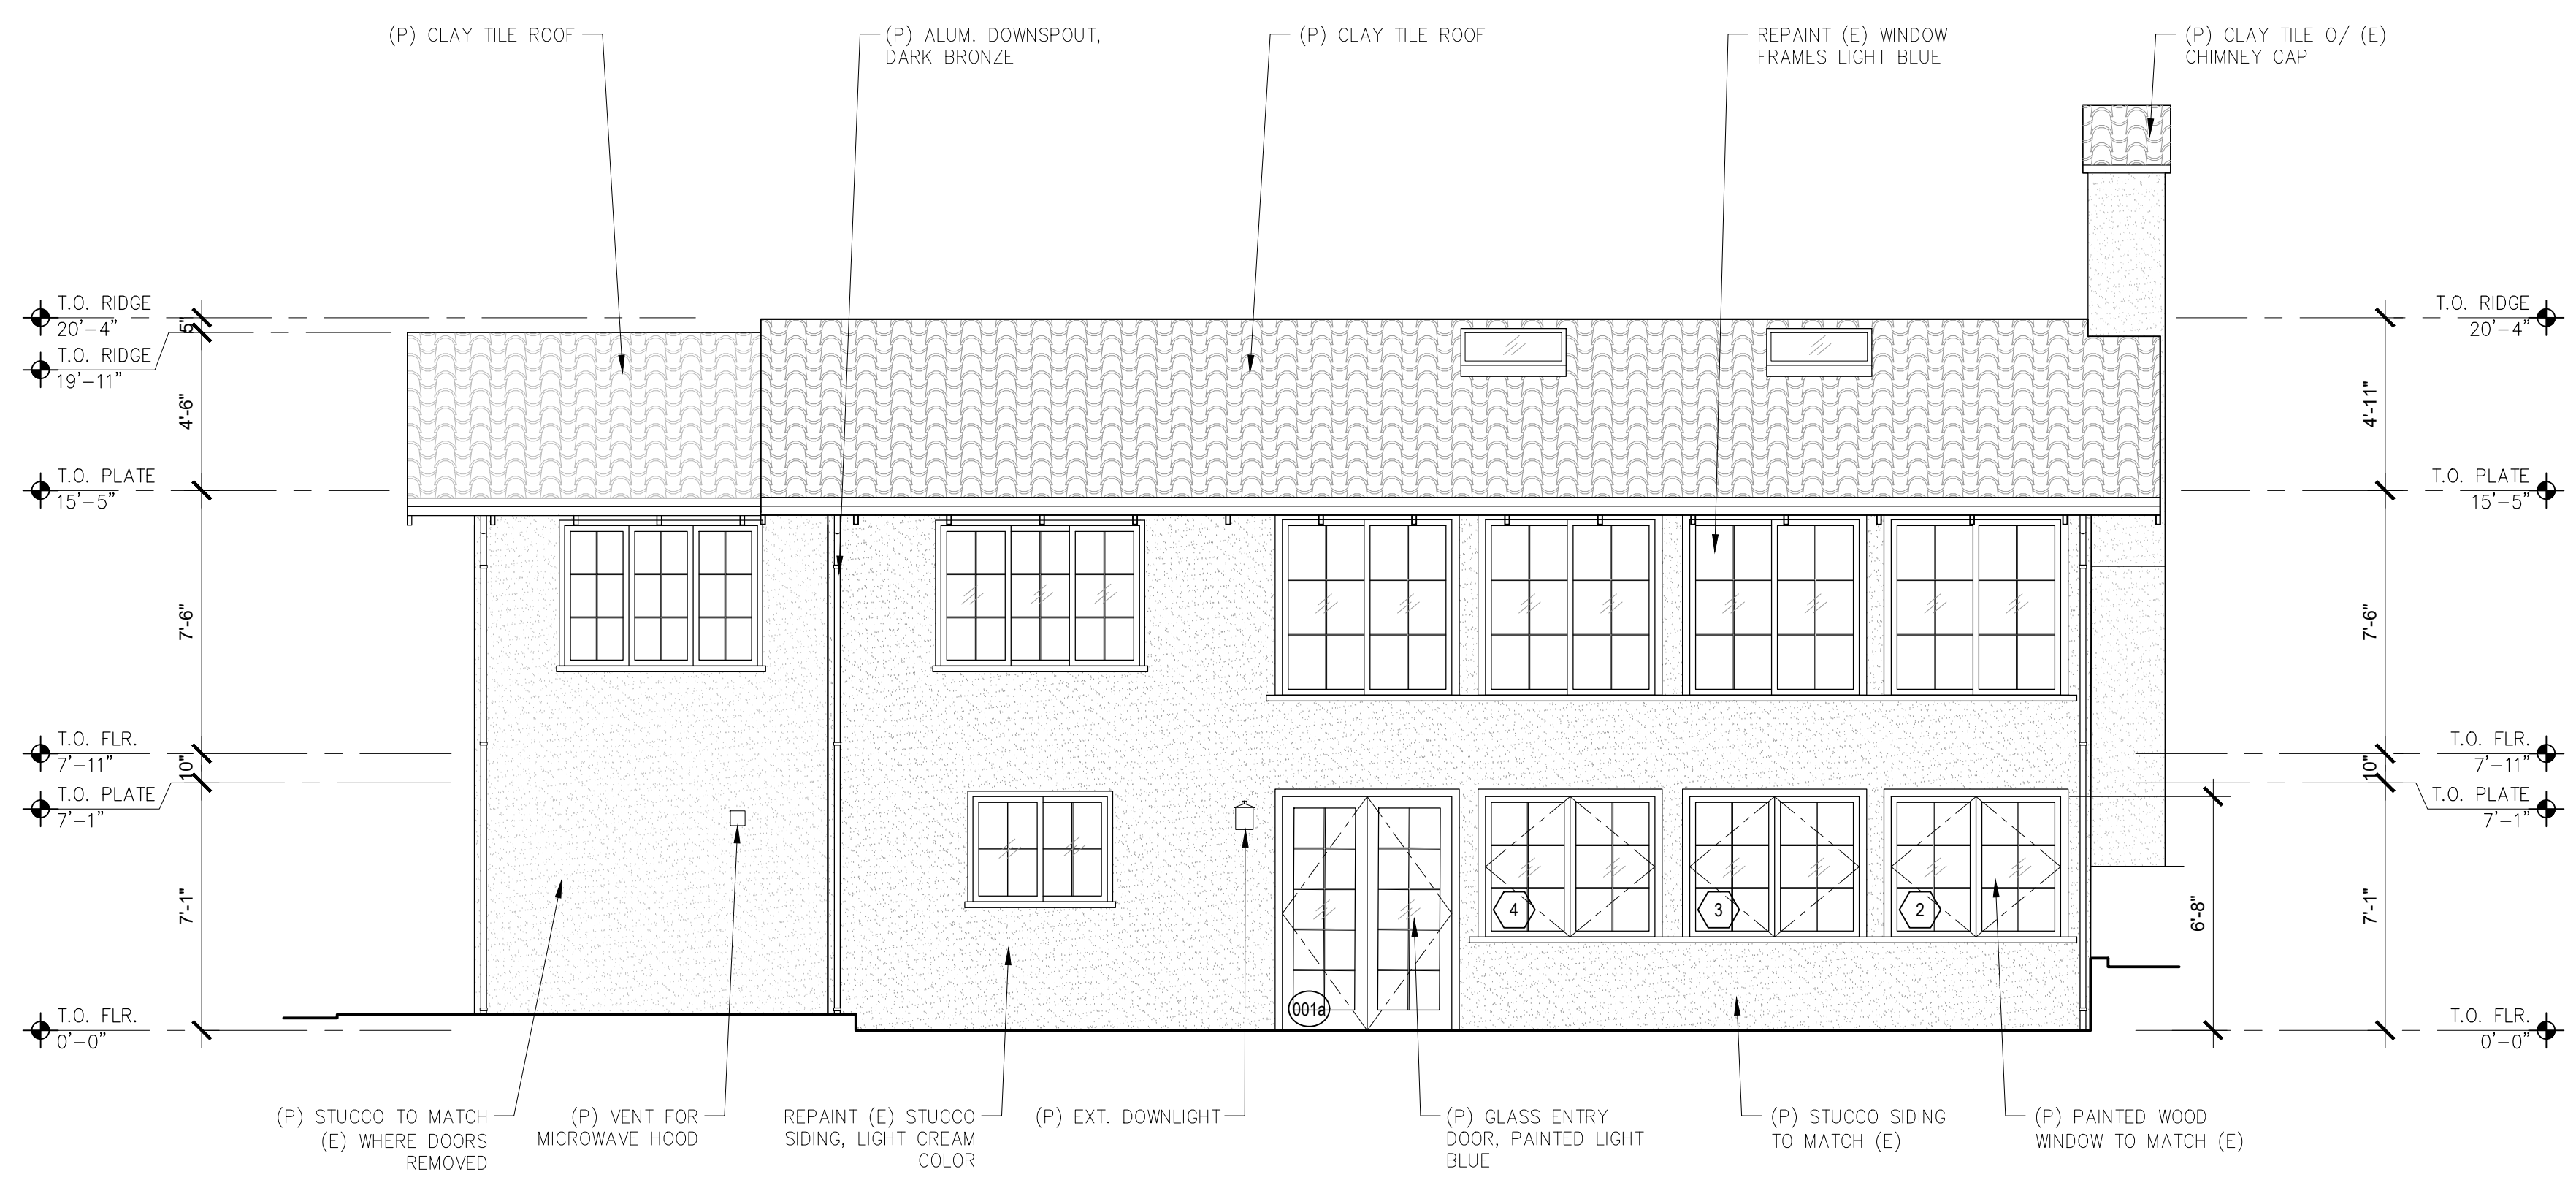 (P) CLAY TILE ROOF
(P) ALUM. DOWNSPOUT,
DARK BRONZE
(P) CLAY TILE ROOF
REPAINT (E) WINDOW
FRAMES LIGHT BLUE
(P) CLAY TILE O/ (E)
CHIMNEY CAP
T.O. RIDGE
20'-4"
5"
T.O. RIDGE
19'-11"
4'-6"
T.O. PLATE
15'-5"
7'-6"
T.O. FLR.
7'-11"
10"
T.O. PLATE
7'-1"
7'-1"
T.O. FLR.
0'-0"
T.O. RIDGE
20'-4"
4'-11"
T.O. PLATE
15'-5"
7'-6"
T.O. FLR.
7'-11"
10"
T.O. PLATE
7'-1"
6'-8"
7'-1"
T.O. FLR.
0'-0"
4
3
2
001a
(P) STUCCO TO MATCH
(E) WHERE DOORS
REMOVED
(P) VENT FOR
MICROWAVE HOOD
REPAINT (E) STUCCO
SIDING, LIGHT CREAM
COLOR
(P) EXT. DOWNLIGHT
(P) GLASS ENTRY
DOOR, PAINTED LIGHT
BLUE
(P) STUCCO SIDING
TO MATCH (E)
(P) PAINTED WOOD
WINDOW TO MATCH (E)